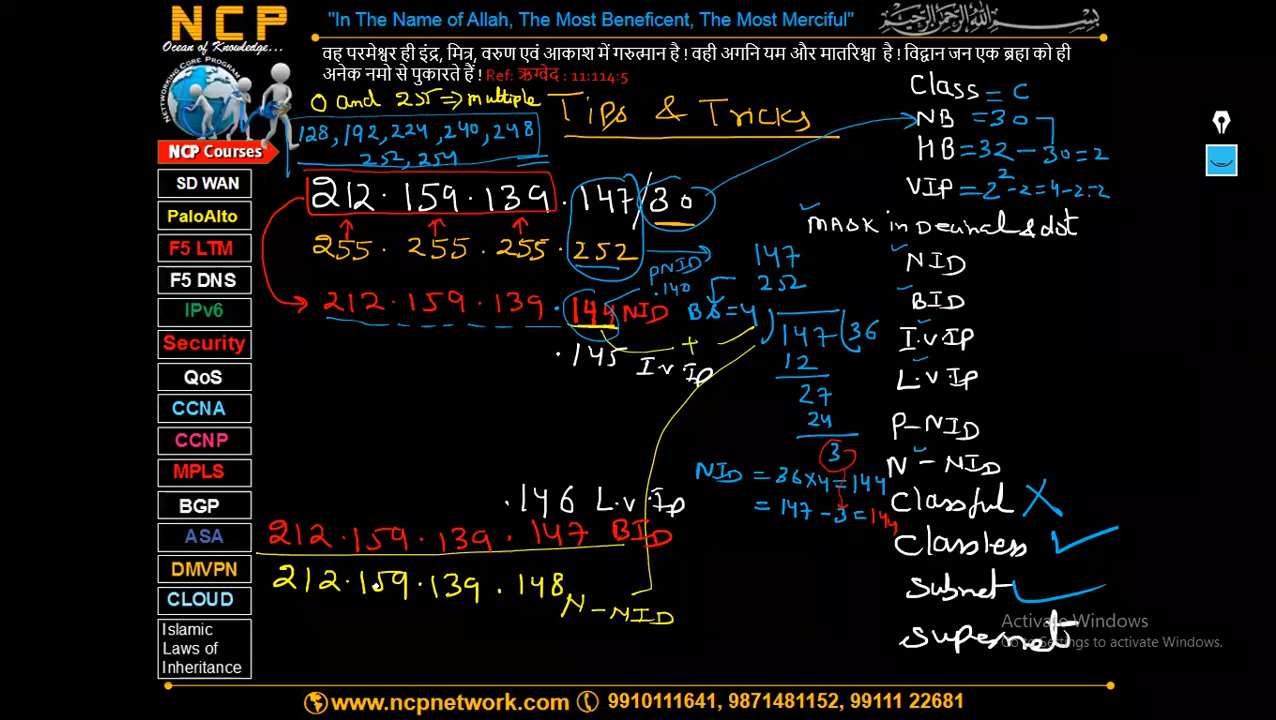 NCP
Ocean of Knowledge...
NETWORKING CORE PROGRAM
"In The Name of Allah, The Most Beneficent, The Most Merciful"
वह परमेश्वर ही इंद्र, मित्र, वरुण एवं आकाश में गरुत्मान है ! वही अगनि यम और मातरिश्वा है ! विद्वान जन एक ब्रहा को ही
अनेक नमो से पुकारते हैं ! Ref: ऋग्वेद : 11:114:5
NCP Courses
SD WAN
PaloAlto
F5 LTM
F5 DNS
IPv6
Security
QoS
CCNA
CCNP
MPLS
BGP
ASA
DMVPN
CLOUD
Islamic
Laws of
Inheritance
0 and 255 => multiple
Tips & Tricks
128, 192, 224, 240, 248
252, 254
212.159.139.147/30
255.255.255.252
212.159.139.144 NID
PNID
.140
BS=4
147
252
4)147(36
12
27
24
3
+
.145 I.v Ip
NID = 36x4=144
= 147-3=144
.146 L.v.Ip
212.159.139.147 BID
212.159.139.148 N-NID
Class = C
NB = 30
HB = 32 - 30 = 2
VIP = 2²-2=4-2=2
MASK in Decimal & dot
NID
BID
I.v IP
L.v IP
P-NID
N-NID
Classful X
Classless ✓
Subnet
Supernet
Activate Windows
Go to Settings to activate Windows.
www.ncpnetwork.com 9910111641, 9871481152, 99111 22681